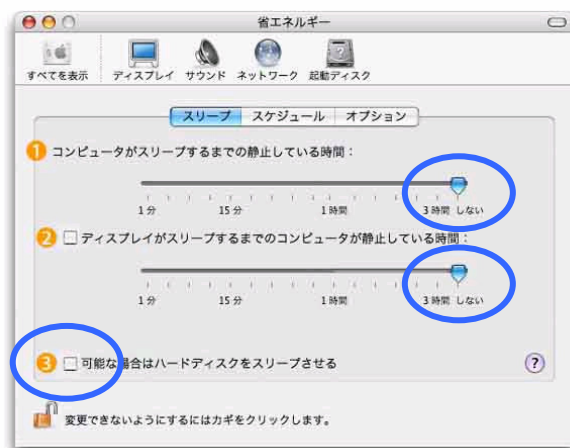 省エネルギー
すべてを表示 ディスプレイ サウンド ネットワーク 起動ディスク
スリープ スケジュール オプション
1 コンピュータがスリープするまでの静止している時間：
1分 15分 1時間 3時間 しない
2 ディスプレイがスリープするまでのコンピュータが静止している時間：
1分 15分 1時間 3時間 しない
3 可能な場合はハードディスクをスリープさせる ?
変更できないようにするにはカギをクリックします。